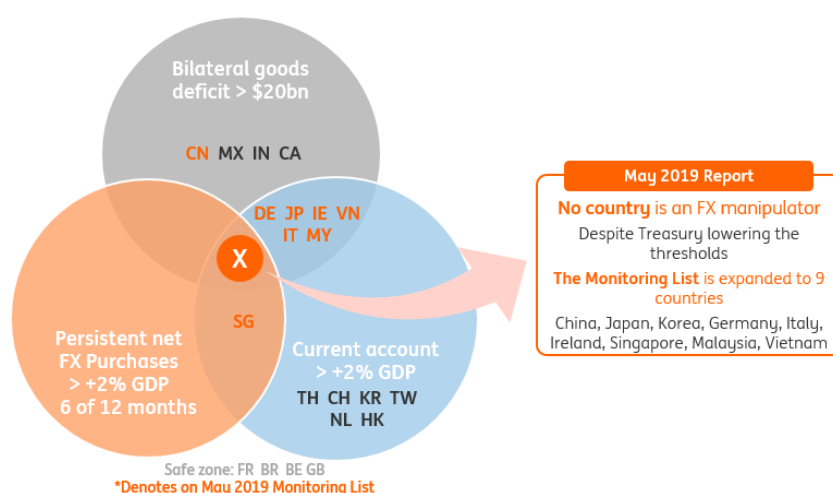 Bilateral goods
deficit > $20bn
CN MX IN CA
DE JP IE VN
IT MY
X
SG
Persistent net
FX Purchases
> +2% GDP
6 of 12 months
Current account
> +2% GDP
TH CH KR TW
NL HK
Safe zone: FR BR BE GB
*Denotes on May 2019 Monitoring List
May 2019 Report
No country is an FX manipulator
Despite Treasury lowering the
thresholds
The Monitoring List is expanded to 9
countries
China, Japan, Korea, Germany, Italy,
Ireland, Singapore, Malaysia, Vietnam